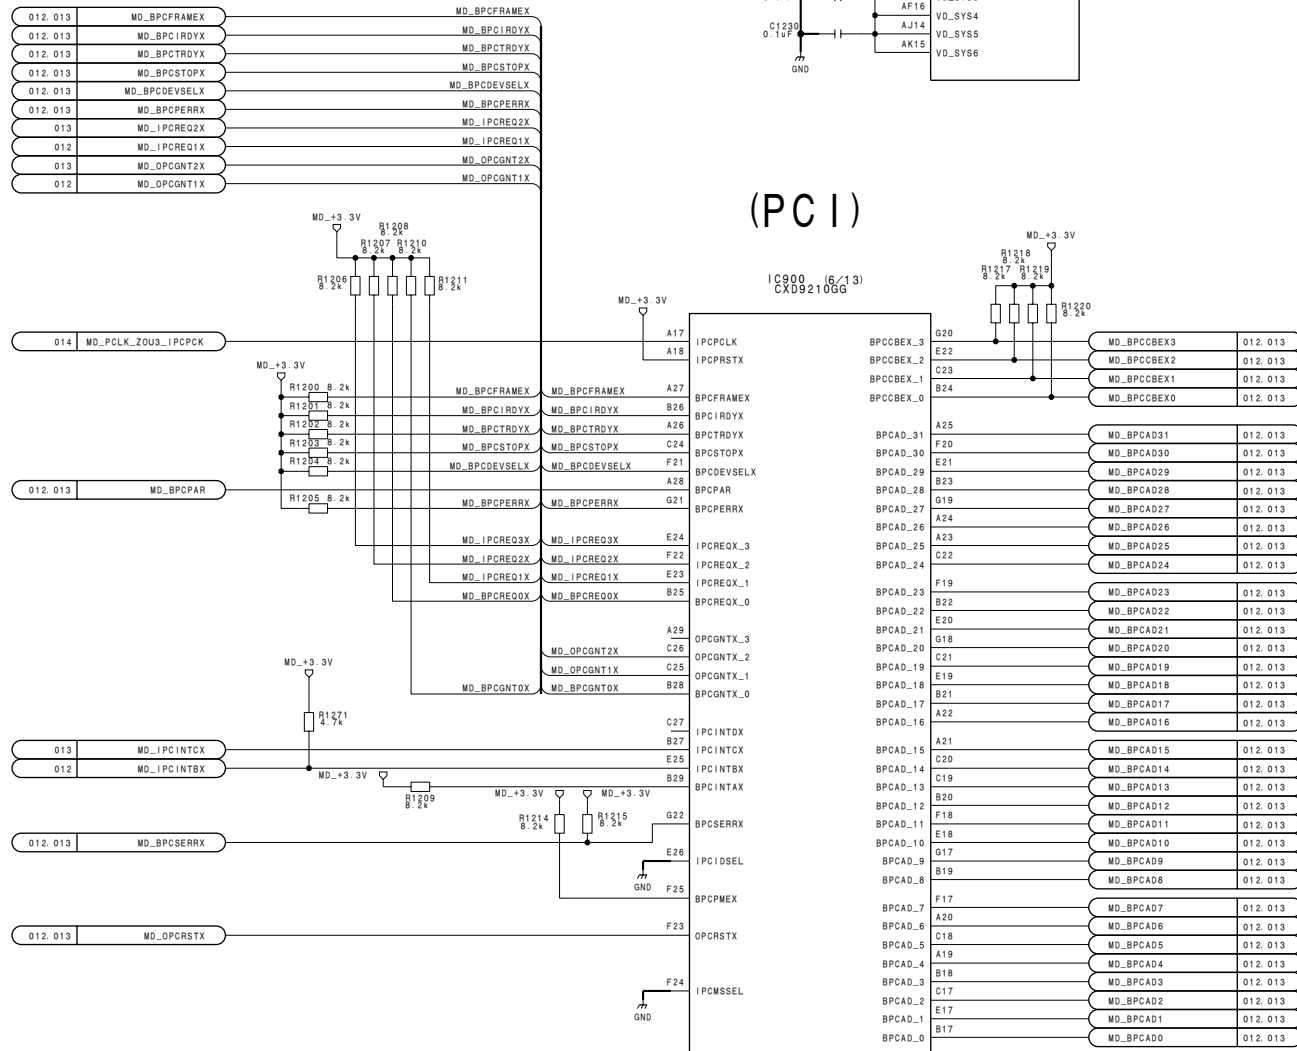 012. 013 MD_BPCFRAMEX
012. 013 MD_BPCIRDYX
012. 013 MD_BPCTRDYX
012. 013 MD_BPCSTOPX
012. 013 MD_BPCDEVSELX
012. 013 MD_BPCPERRX
013 MD_IPCREQ2X
012 MD_IPCREQ1X
013 MD_OPCGNT2X
012 MD_OPCGNT1X
MD_BPCFRAMEX
MD_BPCIRDYX
MD_BPCTRDYX
MD_BPCSTOPX
MD_BPCDEVSELX
MD_BPCPERRX
MD_IPCREQ2X
MD_IPCREQ1X
MD_OPCGNT2X
MD_OPCGNT1X
AF16 VD_SYS4
AJ14 VD_SYS5
AK15 VD_SYS6
C1230
0.1uF
GND
(PCI)
IC900 (6/13)
CXD9210GG
MD_+3.3V
R1206
8.2k
R1207
8.2k
R1208
8.2k
R1210
8.2k
R1211
8.2k
MD_+3.3V
014 MD_PCLK_ZOU3_IPCPCK
A17 IPCPCLK
A18 IPCPRSTX
MD_+3.3V
R1200 8.2k MD_BPCFRAMEX MD_BPCFRAMEX A27 BPCFRAMEX
R1201 8.2k MD_BPCIRDYX MD_BPCIRDYX B26 BPCIRDYX
R1202 8.2k MD_BPCTRDYX MD_BPCTRDYX A26 BPCTRDYX
R1203 8.2k MD_BPCSTOPX MD_BPCSTOPX C24 BPCSTOPX
R1204 8.2k MD_BPCDEVSELX MD_BPCDEVSELX F21 BPCDEVSELX
012. 013 MD_BPCPAR A28 BPCPAR
R1205 8.2k MD_BPCPERRX MD_BPCPERRX G21 BPCPERRX
MD_IPCREQ3X MD_IPCREQ3X E24 IPCREQX_3
MD_IPCREQ2X MD_IPCREQ2X F22 IPCREQX_2
MD_IPCREQ1X MD_IPCREQ1X E23 IPCREQX_1
MD_BPCREQ0X MD_BPCREQ0X B25 BPCREQX_0
A29 OPCGNTX_3
MD_OPCGNT2X C26 OPCGNTX_2
MD_OPCGNT1X C25 OPCGNTX_1
MD_BPCGNT0X MD_BPCGNT0X B28 BPCGNTX_0
MD_+3.3V
R1271
4.7k
C27 IPCINTDX
013 MD_IPCINTCX B27 IPCINTCX
012 MD_IPCINTBX E25 IPCINTBX
MD_+3.3V
R1209
8.2k
B29 BPCINTAX
MD_+3.3V
MD_+3.3V
R1214
8.2k
R1215
8.2k
012. 013 MD_BPCSERRX G22 BPCSERRX
E26 IPCIDSEL
GND
F25 BPCPMEX
012. 013 MD_OPCRSTX F23 OPCRSTX
F24 IPCMSSEL
GND
MD_+3.3V
R1217
8.2k
R1218
8.2k
R1219
8.2k
R1220
8.2k
BPCCBEX_3 G20 MD_BPCCBEX3 012. 013
BPCCBEX_2 E22 MD_BPCCBEX2 012. 013
BPCCBEX_1 C23 MD_BPCCBEX1 012. 013
BPCCBEX_0 B24 MD_BPCCBEX0 012. 013
BPCAD_31 A25 MD_BPCAD31 012. 013
BPCAD_30 F20 MD_BPCAD30 012. 013
BPCAD_29 E21 MD_BPCAD29 012. 013
BPCAD_28 B23 MD_BPCAD28 012. 013
BPCAD_27 G19 MD_BPCAD27 012. 013
BPCAD_26 A24 MD_BPCAD26 012. 013
BPCAD_25 A23 MD_BPCAD25 012. 013
BPCAD_24 C22 MD_BPCAD24 012. 013
BPCAD_23 F19 MD_BPCAD23 012. 013
BPCAD_22 B22 MD_BPCAD22 012. 013
BPCAD_21 E20 MD_BPCAD21 012. 013
BPCAD_20 G18 MD_BPCAD20 012. 013
BPCAD_19 C21 MD_BPCAD19 012. 013
BPCAD_18 E19 MD_BPCAD18 012. 013
BPCAD_17 B21 MD_BPCAD17 012. 013
BPCAD_16 A22 MD_BPCAD16 012. 013
BPCAD_15 A21 MD_BPCAD15 012. 013
BPCAD_14 C20 MD_BPCAD14 012. 013
BPCAD_13 C19 MD_BPCAD13 012. 013
BPCAD_12 B20 MD_BPCAD12 012. 013
BPCAD_11 F18 MD_BPCAD11 012. 013
BPCAD_10 E18 MD_BPCAD10 012. 013
BPCAD_9 G17 MD_BPCAD9 012. 013
BPCAD_8 B19 MD_BPCAD8 012. 013
BPCAD_7 F17 MD_BPCAD7 012. 013
BPCAD_6 A20 MD_BPCAD6 012. 013
BPCAD_5 C18 MD_BPCAD5 012. 013
BPCAD_4 A19 MD_BPCAD4 012. 013
BPCAD_3 B18 MD_BPCAD3 012. 013
BPCAD_2 C17 MD_BPCAD2 012. 013
BPCAD_1 E17 MD_BPCAD1 012. 013
BPCAD_0 B17 MD_BPCAD0 012. 013